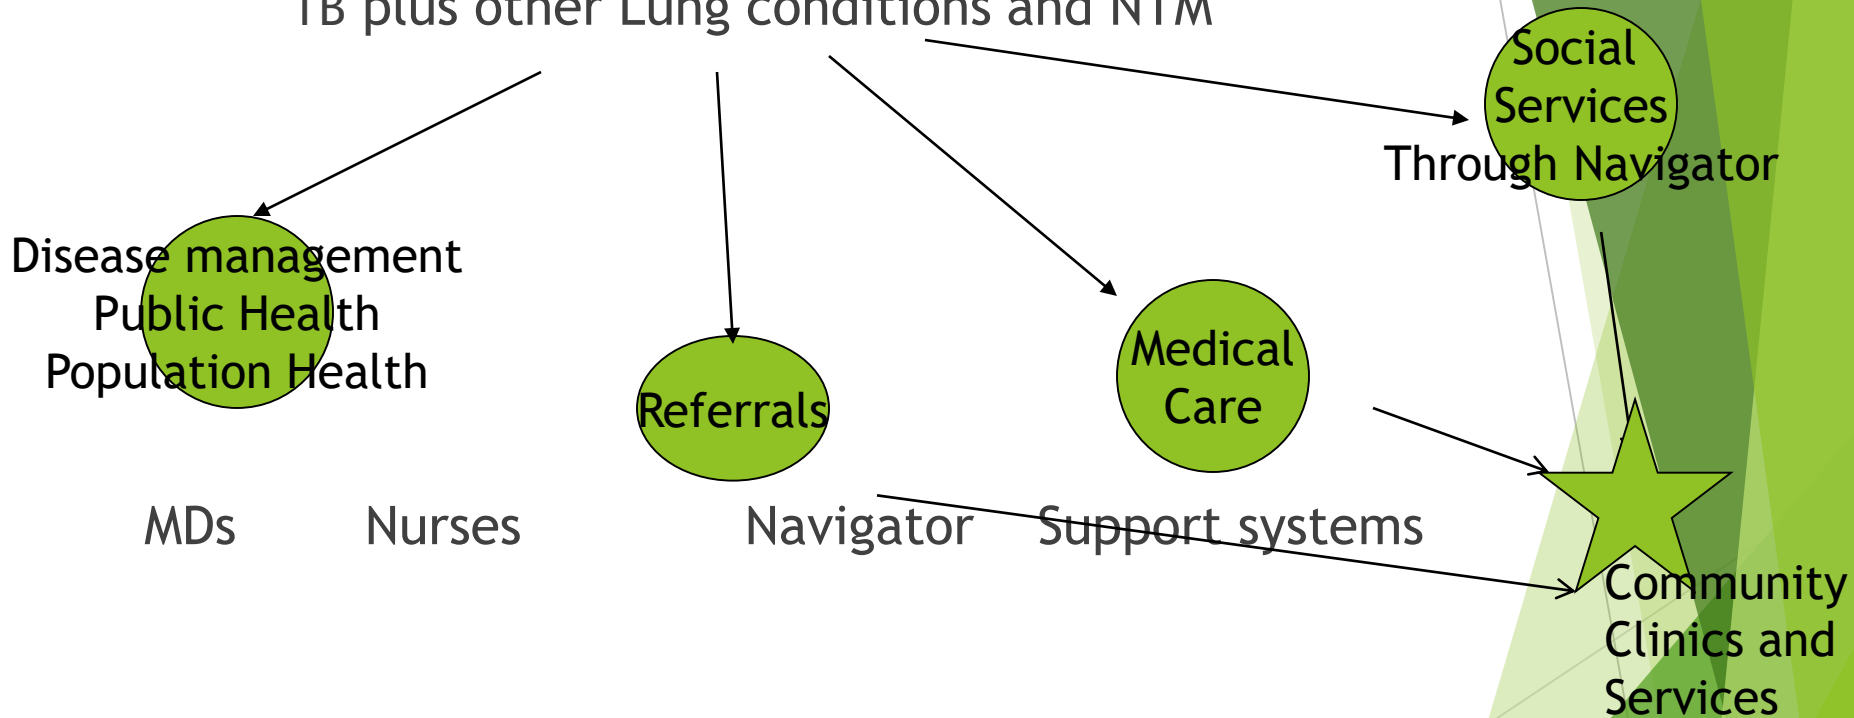 TB plus other Lung conditions and NTM
Social
Services
Through Navigator
Disease management
Public Health
Population Health
Referrals
Medical
Care
MDs Nurses Navigator Support systems
Community
Clinics and
Services